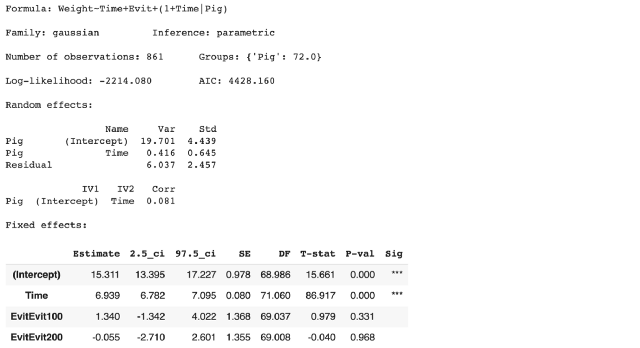 Formula: Weight~Time+Evit+(1+Time|Pig)
Family: gaussian Inference: parametric
Number of observations: 861 Groups: {'Pig': 72.0}
Log-likelihood: -2214.080 AIC: 4428.160
Random effects:
Name Var Std
Pig (Intercept) 19.701 4.439
Pig Time 0.416 0.645
Residual 6.037 2.457
IV1 IV2 Corr
Pig (Intercept) Time 0.081
Fixed effects:
Estimate 2.5_ci 97.5_ci SE DF T-stat P-val Sig
(Intercept) 15.311 13.395 17.227 0.978 68.986 15.661 0.000 ***
Time 6.939 6.782 7.095 0.080 71.060 86.917 0.000 ***
EvitEvit100 1.340 -1.342 4.022 1.368 69.037 0.979 0.331
EvitEvit200 -0.055 -2.710 2.601 1.355 69.008 -0.040 0.968